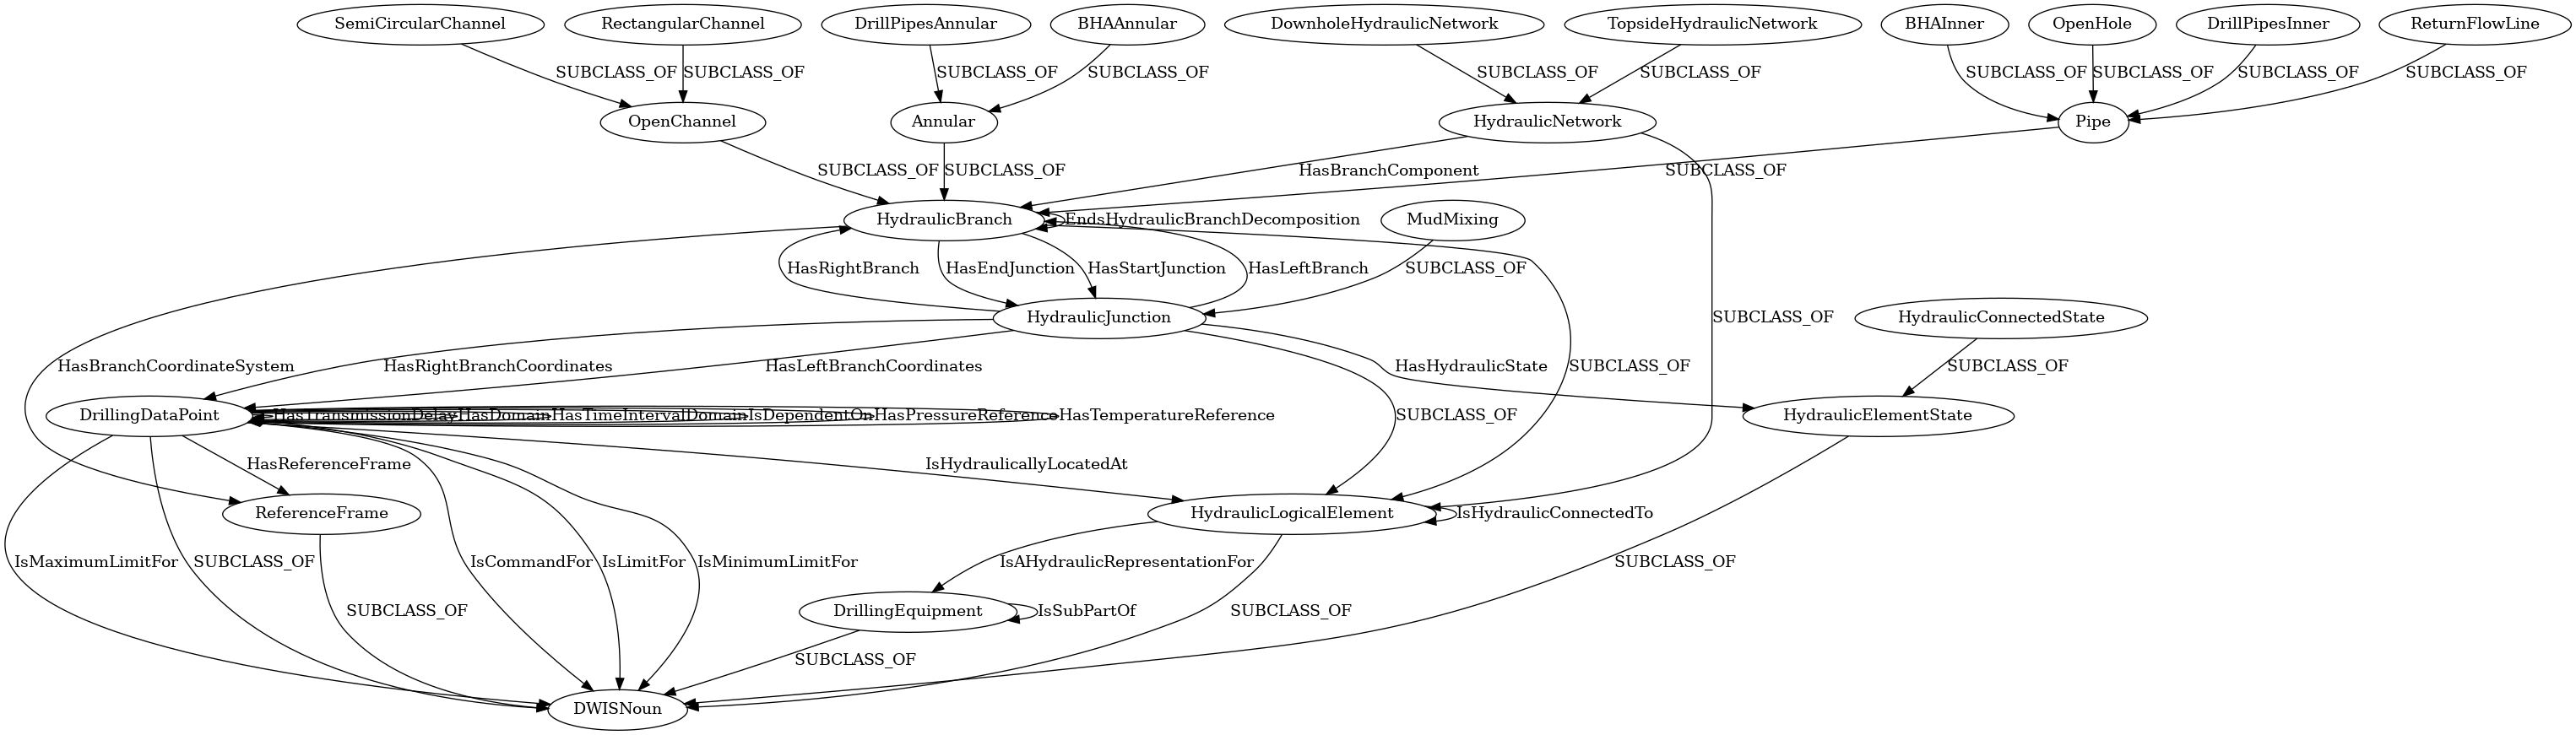 SemiCircularChannel
RectangularChannel
DrillPipesAnnular
BHAAnnular
DownholeHydraulicNetwork
TopsideHydraulicNetwork
BHAInner
OpenHole
DrillPipesInner
ReturnFlowLine
SUBCLASS_OF
SUBCLASS_OF
SUBCLASS_OF
SUBCLASS_OF
SUBCLASS_OF
SUBCLASS_OF
SUBCLASS_OF
SUBCLASS_OF
SUBCLASS_OF
SUBCLASS_OF
OpenChannel
Annular
HydraulicNetwork
Pipe
SUBCLASS_OF
SUBCLASS_OF
HasBranchComponent
SUBCLASS_OF
HydraulicBranch
EndsHydraulicBranchDecomposition
MudMixing
HasRightBranch
HasEndJunction
HasStartJunction
HasLeftBranch
SUBCLASS_OF
HydraulicJunction
SUBCLASS_OF
HydraulicConnectedState
HasBranchCoordinateSystem
HasRightBranchCoordinates
HasLeftBranchCoordinates
HasHydraulicState
SUBCLASS_OF
SUBCLASS_OF
DrillingDataPoint
HasTransmissionDelay
HasDomain
HasTimeIntervalDomain
IsDependentOn
HasPressureReference
HasTemperatureReference
SUBCLASS_OF
HydraulicElementState
HasReferenceFrame
IsHydraulicallyLocatedAt
ReferenceFrame
HydraulicLogicalElement
IsHydraulicConnectedTo
IsMaximumLimitFor
SUBCLASS_OF
IsCommandFor
IsLimitFor
IsMinimumLimitFor
IsAHydraulicRepresentationFor
SUBCLASS_OF
SUBCLASS_OF
DrillingEquipment
IsSubPartOf
SUBCLASS_OF
SUBCLASS_OF
DWISNoun